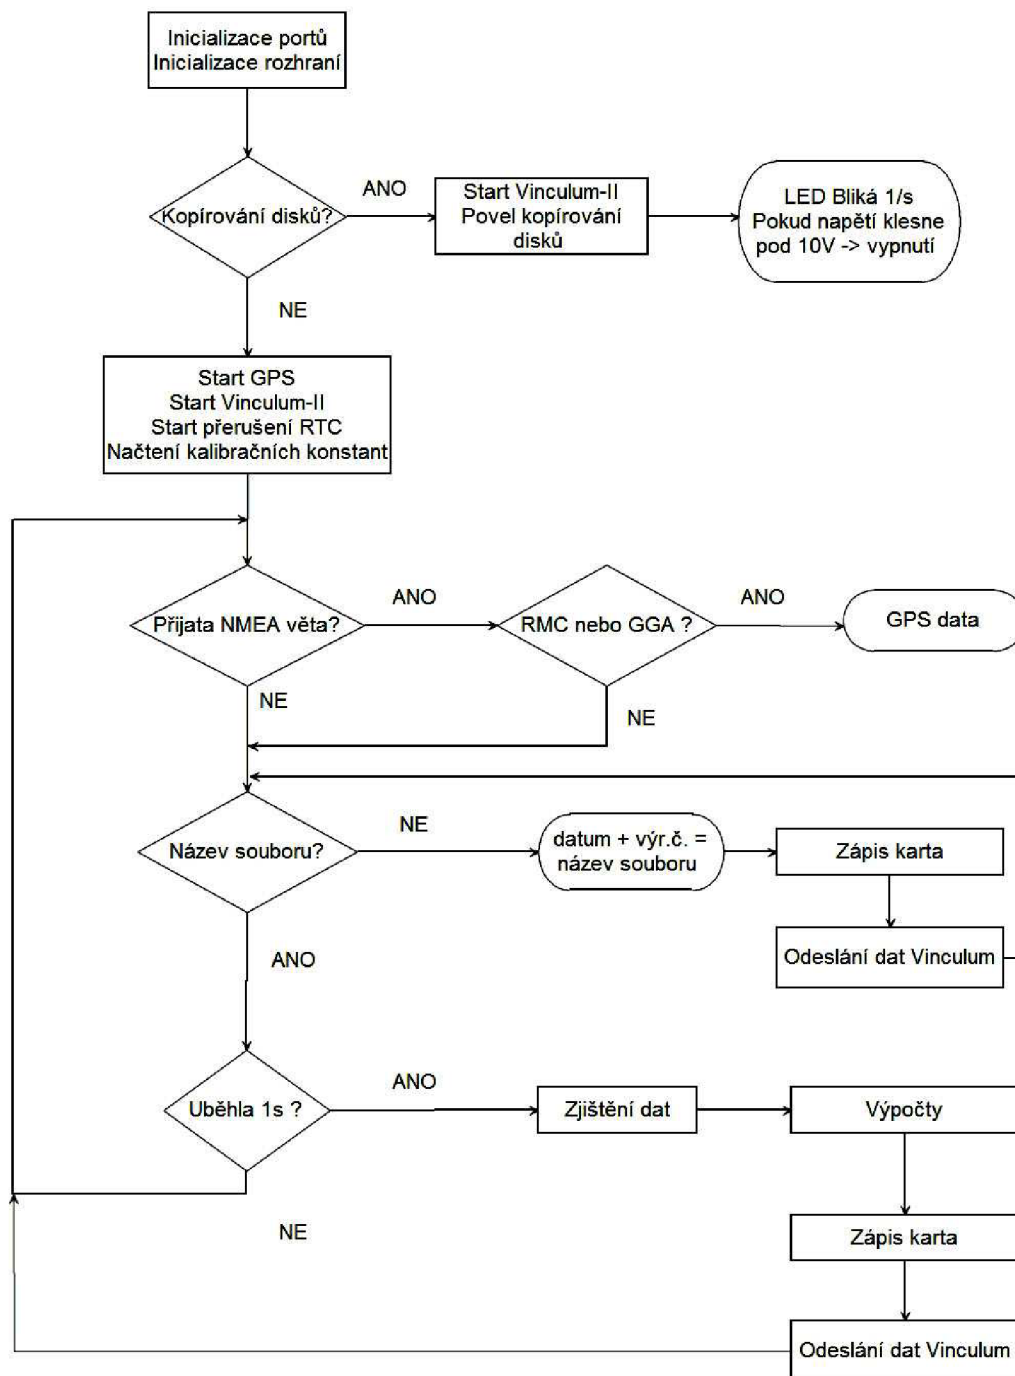 Inicializace portů
Inicializace rozhraní
Kopírování disků?
ANO
Start Vinculum-II
Povel kopírování
disků
LED Bliká 1/s
Pokud napětí klesne
pod 10V -> vypnutí
NE
Start GPS
Start Vinculum-II
Start přerušení RTC
Načtení kalibračních konstant
Přijata NMEA věta?
ANO
RMC nebo GGA ?
ANO
GPS data
NE
NE
Název souboru?
NE
datum + výr.č. =
název souboru
Zápis karta
Odeslání dat Vinculum
ANO
Uběhla 1s ?
ANO
Zjištění dat
Výpočty
NE
Zápis karta
Odeslání dat Vinculum